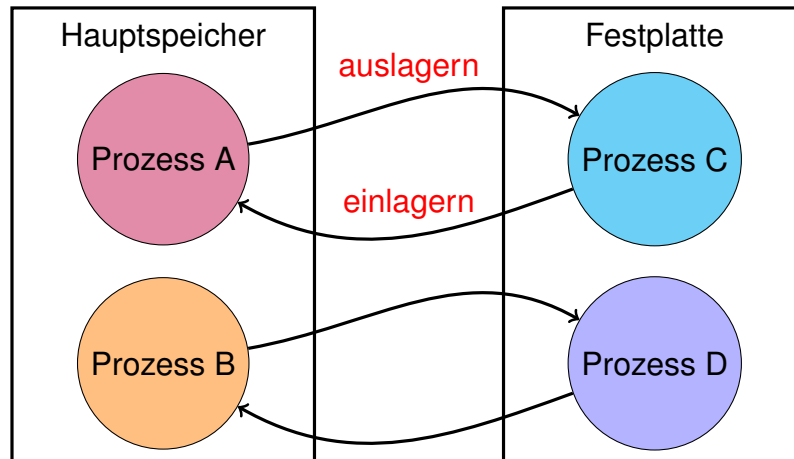 Hauptspeicher
Festplatte
auslagern
Prozess A
Prozess C
einlagern
Prozess B
Prozess D